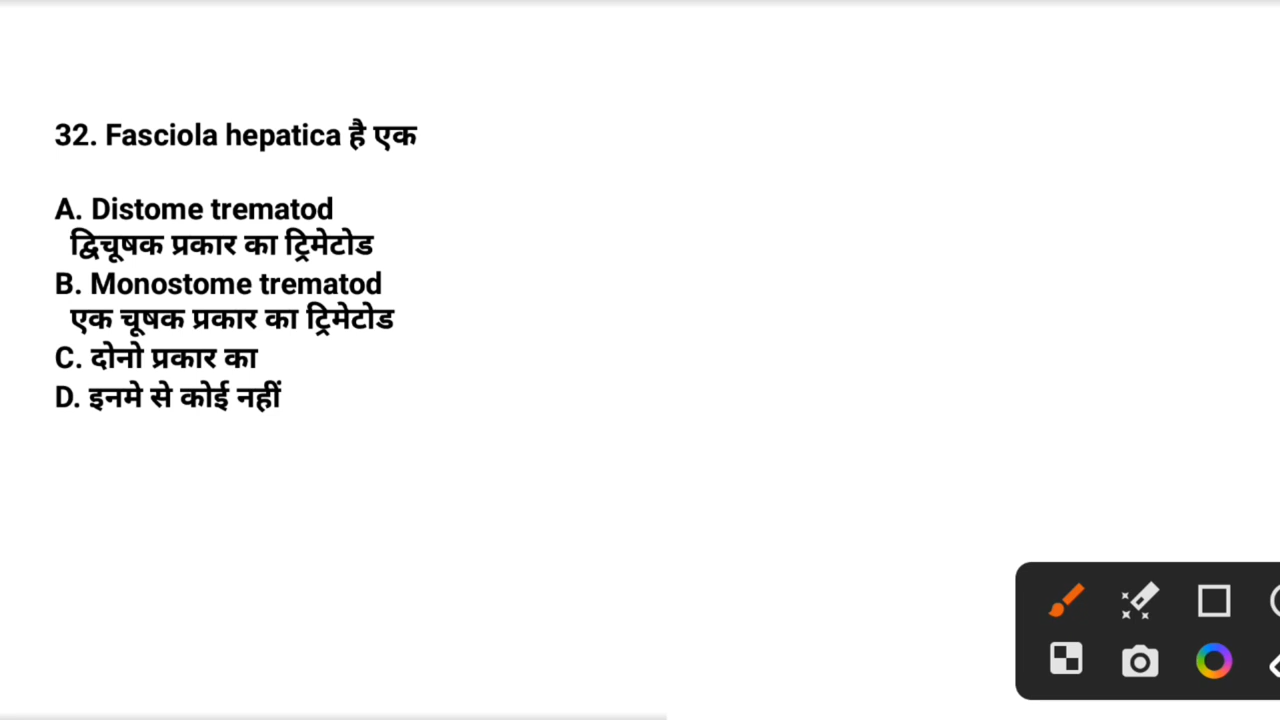 32. Fasciola hepatica है एक
A. Distome trematod
द्विचूषक प्रकार का ट्रिमेटोड
B. Monostome trematod
एक चूषक प्रकार का ट्रिमेटोड
C. दोनो प्रकार का
D. इनमे से कोई नहीं